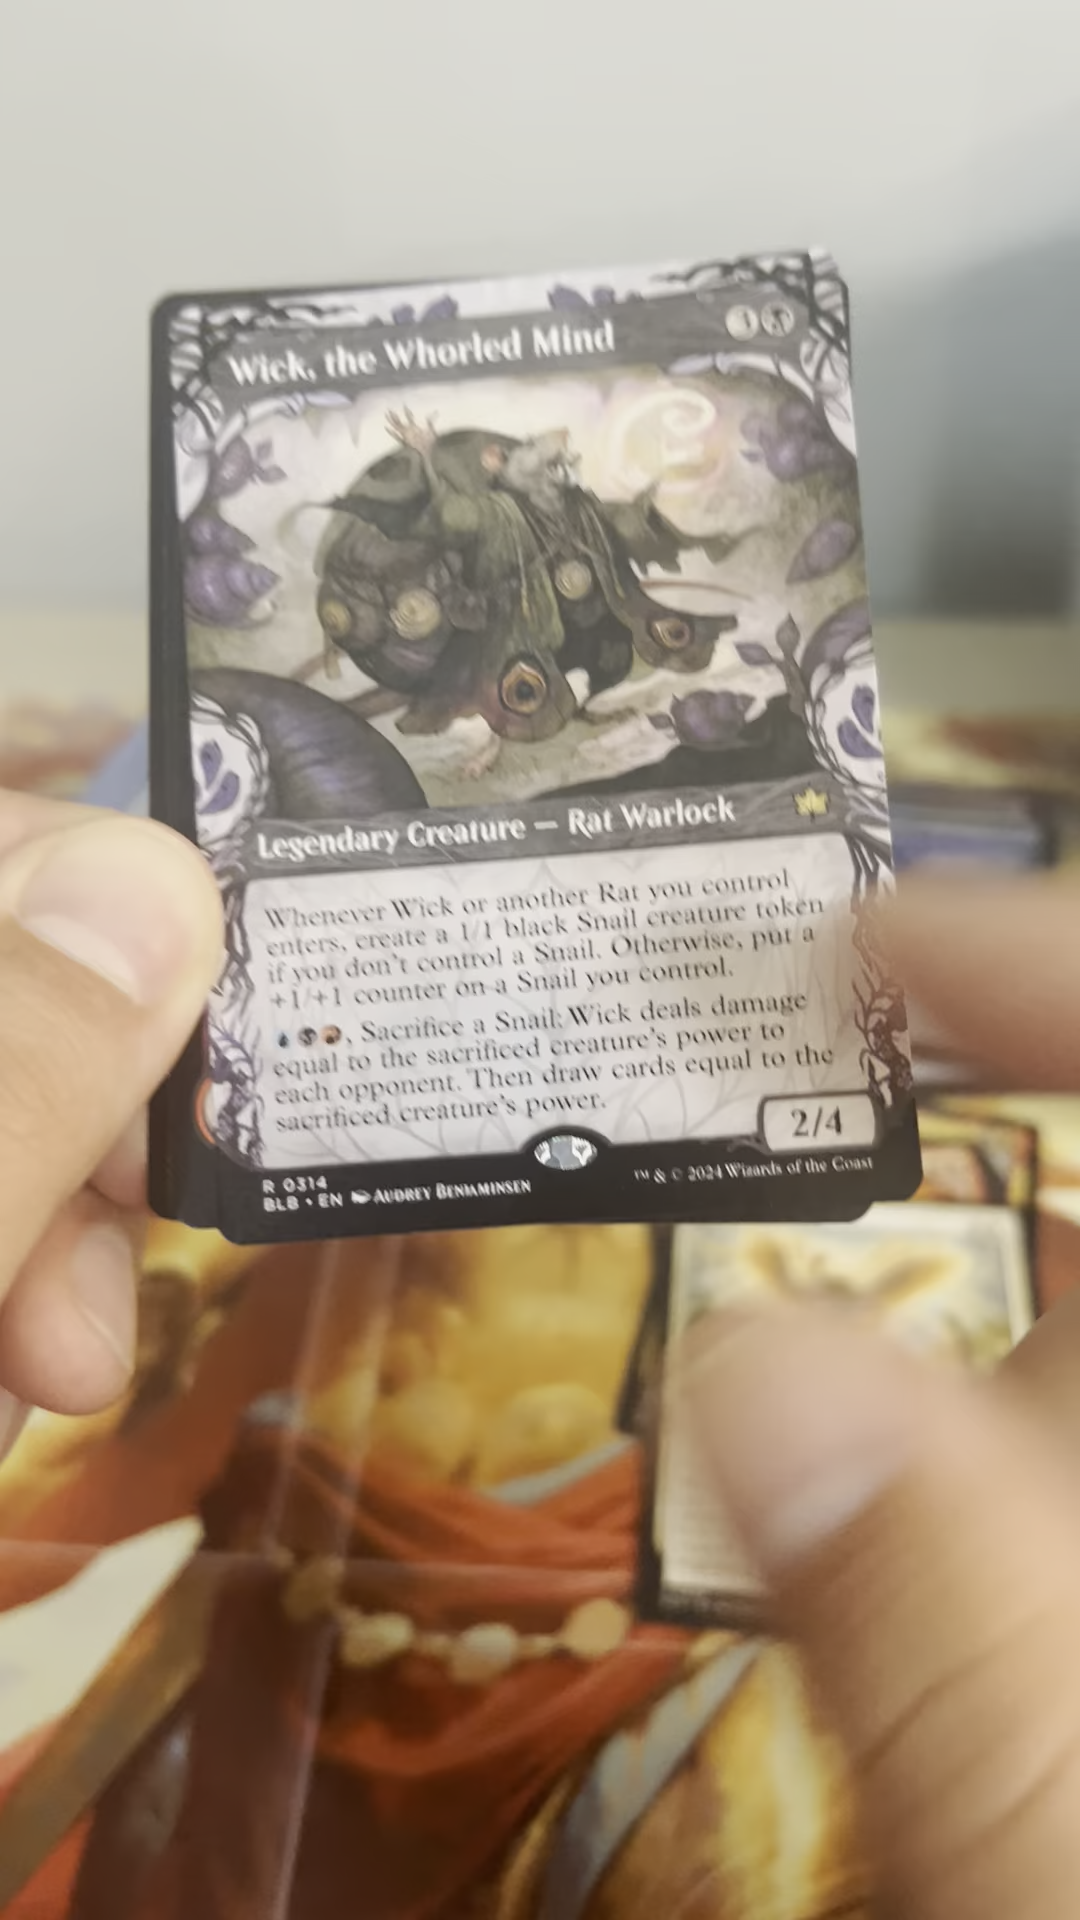 Wick, the Whorled Mind
3
Legendary Creature — Rat Warlock
Whenever Wick or another Rat you control
enters, create a 1/1 black Snail creature token
if you don't control a Snail. Otherwise, put a
+1/+1 counter on a Snail you control.
, Sacrifice a Snail: Wick deals damage
equal to the sacrificed creature's power to
each opponent. Then draw cards equal to the
sacrificed creature's power.
2/4
R 0314
BLB • EN AUDREY BENJAMINSEN
™ & © 2024 Wizards of the Coast